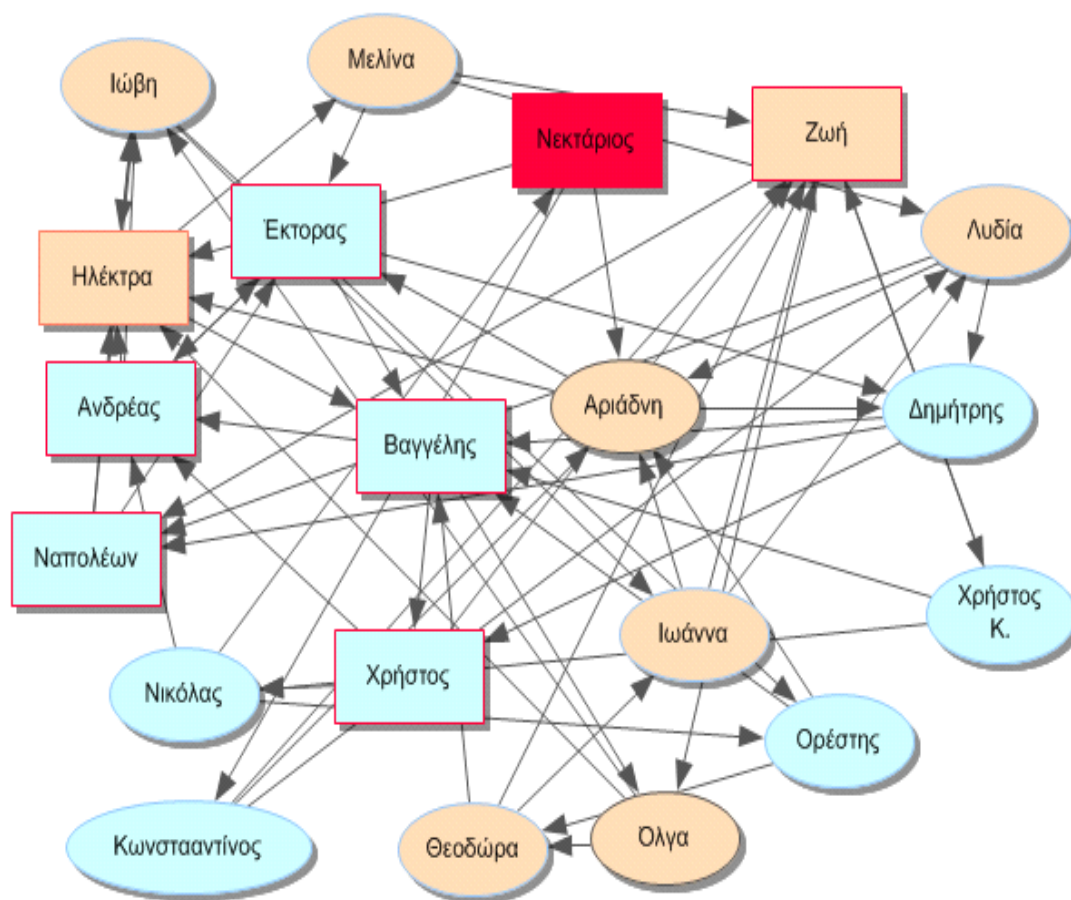 Μελίνα
Ιώβη
Νεκτάριος
Ζωή
Έκτορας
Λυδία
Ηλέκτρα
Ανδρέας
Αριάδνη
Δημήτρης
Βαγγέλης
Ναπολέων
Χρήστος
Κ.
Ιωάννα
Χρήστος
Νικόλας
Ορέστης
Κωνσтααντίνος
Θεοδώρα
Όλγα